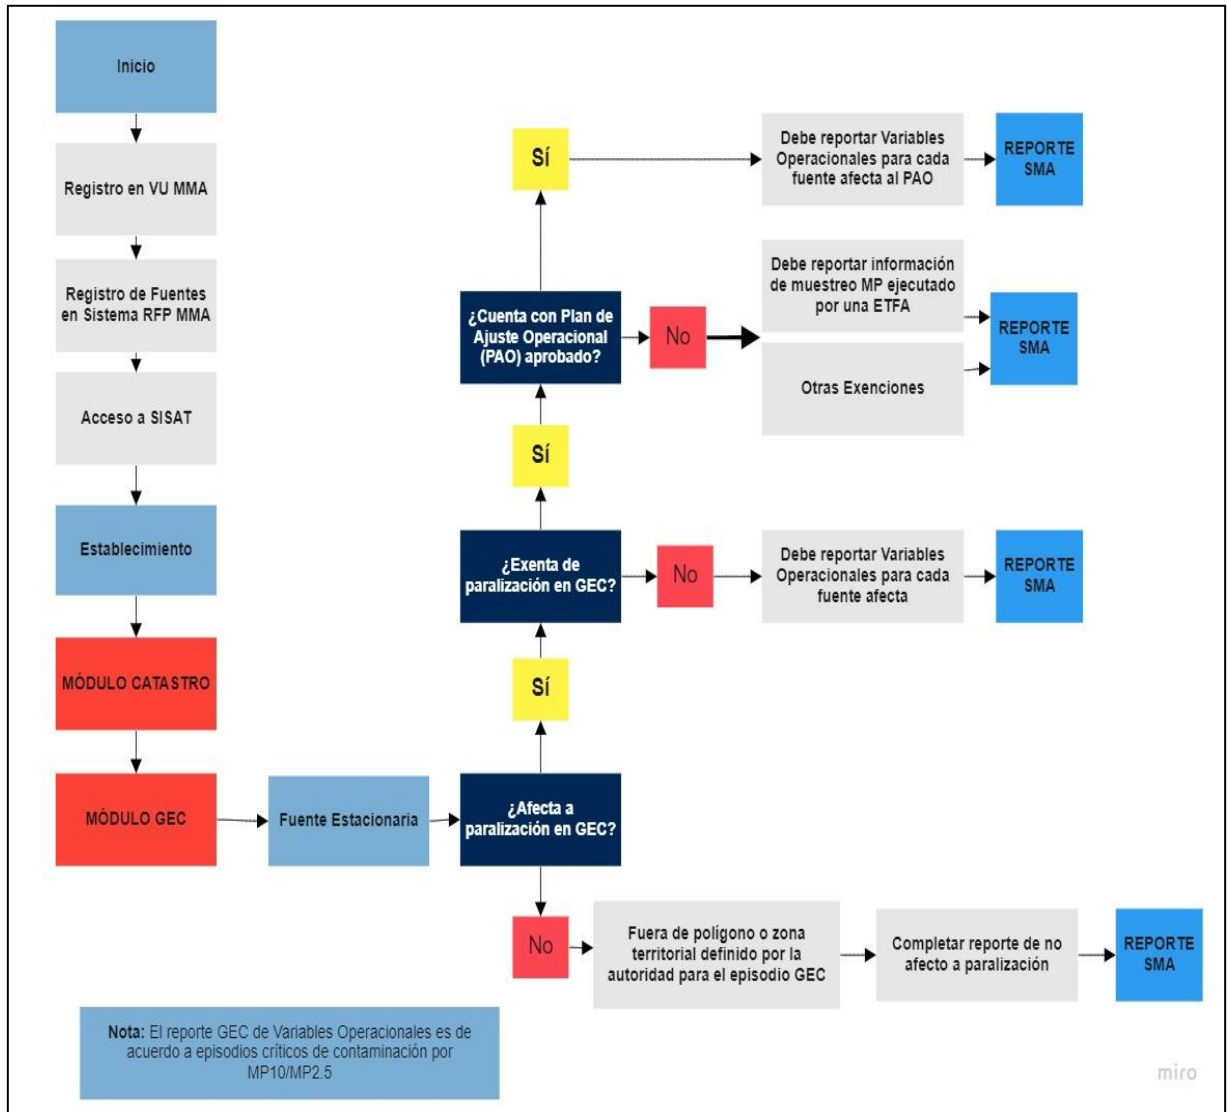 Inicio
Registro en VU MMA
Registro de Fuentes
en Sistema RFP MMA
Acceso a SISAT
Establecimiento
MÓDULO CATASTRO
MÓDULO GEC
Fuente Estacionaria
¿Afecta a
paralización en GEC?
Sí
¿Exenta de
paralización en GEC?
Sí
¿Cuenta con Plan de
Ajuste Operacional
(PAO) aprobado?
Sí
Debe reportar Variables
Operacionales para cada
fuente afecta al PAO
REPORTE
SMA
No
Debe reportar información
de muestreo MP ejecutado
por una ETFA
Otras Exenciones
REPORTE
SMA
No
Debe reportar Variables
Operacionales para cada
fuente afecta
REPORTE
SMA
No
Fuera de polígono o zona
territorial definido por la
autoridad para el episodio GEC
Completar reporte de no
afecto a paralización
REPORTE
SMA
Nota: El reporte GEC de Variables Operacionales es de
acuerdo a episodios críticos de contaminación por
MP10/MP2.5
miro